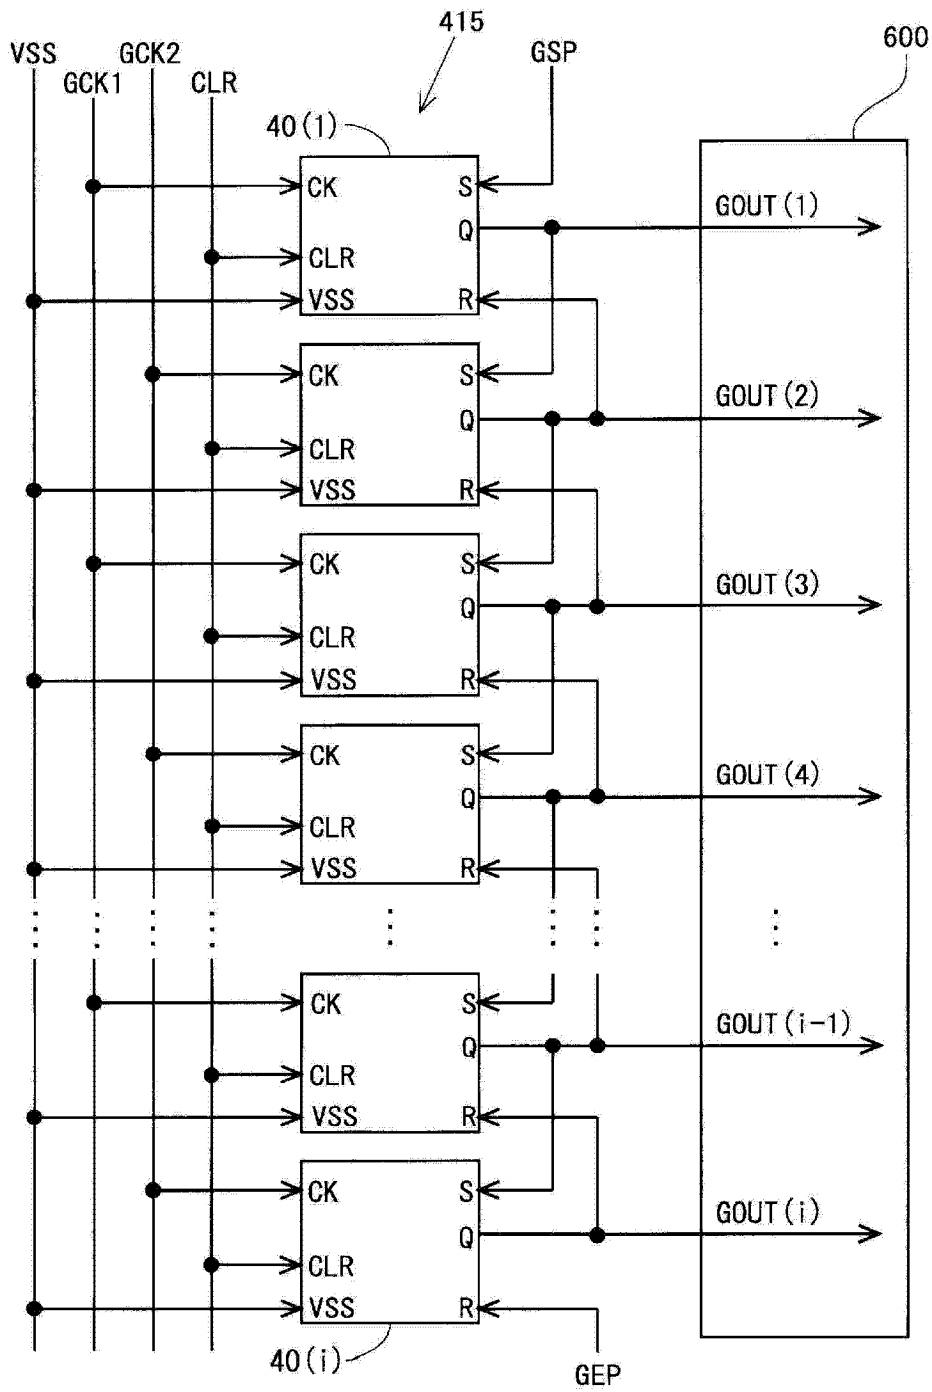 415
VSS GCK2 GSP 600
GCK1 CLR
40(1)
CK S
Q GOUT(1)
CLR
VSS R
CK S
Q GOUT(2)
CLR
VSS R
CK S
Q GOUT(3)
CLR
VSS R
CK S
Q GOUT(4)
CLR
VSS R
CK S
Q GOUT(i-1)
CLR
VSS R
CK S
Q GOUT(i)
CLR
VSS R
40(i)
GEP